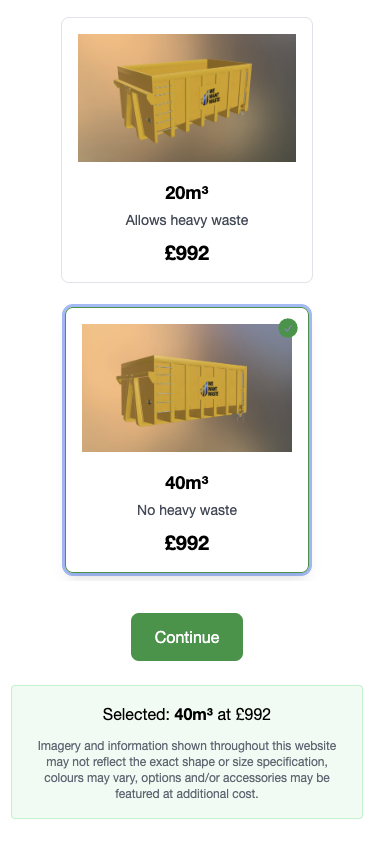 WE
WANT
WASTE
20m³
Allows heavy waste
£992
WE
WANT
WASTE
40m³
No heavy waste
£992
Continue
Selected: 40m³ at £992
Imagery and information shown throughout this website
may not reflect the exact shape or size specification,
colours may vary, options and/or accessories may be
featured at additional cost.